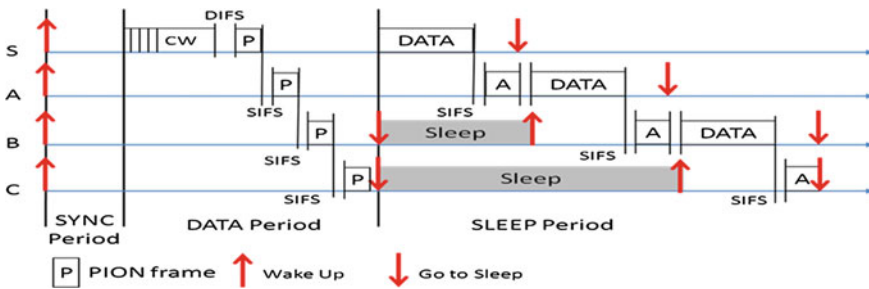 DIFS
S CW P DATA
A P A DATA
SIFS SIFS
B P Sleep A DATA
SIFS SIFS
C P Sleep A
SIFS SIFS
SYNC Period DATA Period SLEEP Period
P PION frame Wake Up Go to Sleep